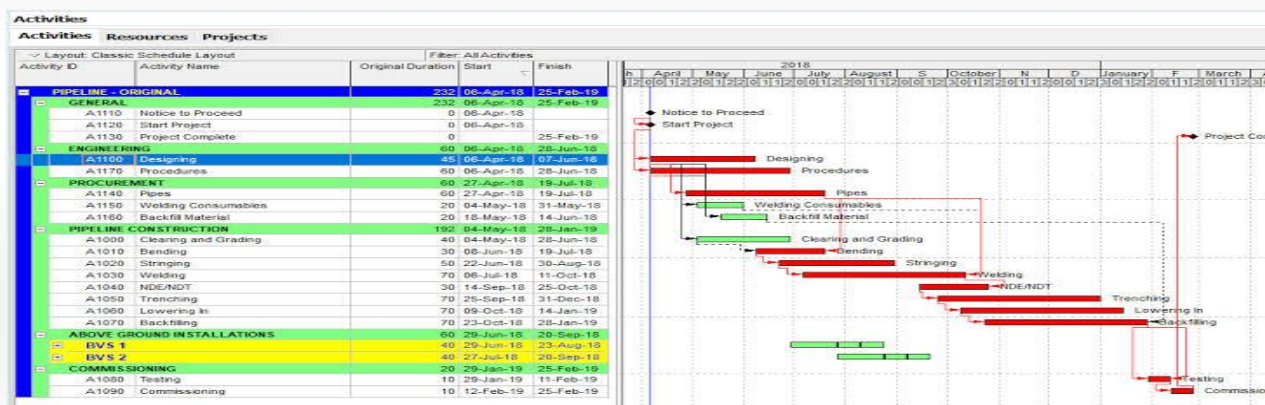 Activities
Activities Resources Projects
Layout: Classic Schedule Layout Filter: All Activities
Activity ID Activity Name Original Duration Start Finish 2018
h April May June July August S October N D January F March A
PIPELINE - ORIGINAL 232 06-Apr-18 25-Feb-19
GENERAL 232 06-Apr-18 25-Feb-19
A1110 Notice to Proceed 0 06-Apr-18 Notice to Proceed
A1120 Start Project 0 06-Apr-18 Start Project
A1130 Project Complete 0 25-Feb-19 Project Co
ENGINEERING 60 06-Apr-18 28-Jun-18
A1100 Designing 45 06-Apr-18 07-Jun-18 Designing
A1170 Procedures 60 06-Apr-18 28-Jun-18 Procedures
PROCUREMENT 60 27-Apr-18 19-Jul-18
A1140 Pipes 60 27-Apr-18 19-Jul-18 Pipes
A1150 Welding Consumables 20 04-May-18 31-May-18 Welding Consumables
A1160 Backfill Material 20 18-May-18 14-Jun-18 Backfill Material
PIPELINE CONSTRUCTION 192 04-May-18 28-Jan-19
A1000 Clearing and Grading 40 04-May-18 28-Jun-18 Clearing and Grading
A1010 Bending 30 08-Jun-18 19-Jul-18 Bending
A1020 Stringing 50 22-Jun-18 30-Aug-18 Stringing
A1030 Welding 70 06-Jul-18 11-Oct-18 Welding
A1040 NDE/NDT 30 14-Sep-18 25-Oct-18 NDE/NDT
A1050 Trenching 70 25-Sep-18 31-Dec-18 Trenching
A1060 Lowering In 70 09-Oct-18 14-Jan-19 Lowering In
A1070 Backfilling 70 23-Oct-18 28-Jan-19 Backfilling
ABOVE GROUND INSTALLATIONS 60 29-Jun-18 20-Sep-18
BVS 1 40 29-Jun-18 23-Aug-18
BVS 2 40 27-Jul-18 20-Sep-18
COMMISSIONING 20 29-Jan-19 25-Feb-19
A1080 Testing 10 29-Jan-19 11-Feb-19 Testing
A1090 Commissioning 10 12-Feb-19 25-Feb-19 Commissio